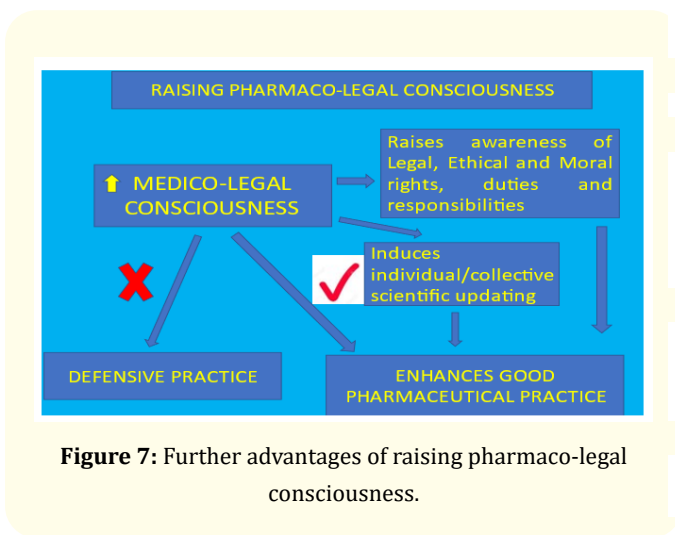 RAISING PHARMACO-LEGAL CONSCIOUSNESS
⬆ MEDICO-LEGAL
CONSCIOUSNESS
Raises awareness of
Legal, Ethical and Moral
rights, duties and
responsibilities
Induces
individual/collective
scientific updating
DEFENSIVE PRACTICE
ENHANCES GOOD
PHARMACEUTICAL PRACTICE
Figure 7: Further advantages of raising pharmaco-legal
consciousness.